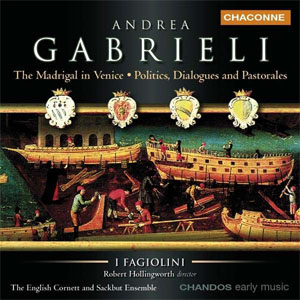 CHACONNE
ANDREA
GABRIELI
The Madrigal in Venice • Politics, Dialogues and Pastorales
I FAGIOLINI
Robert Hollingworth director
The English Cornett and Sackbut Ensemble
CHANDOS early music